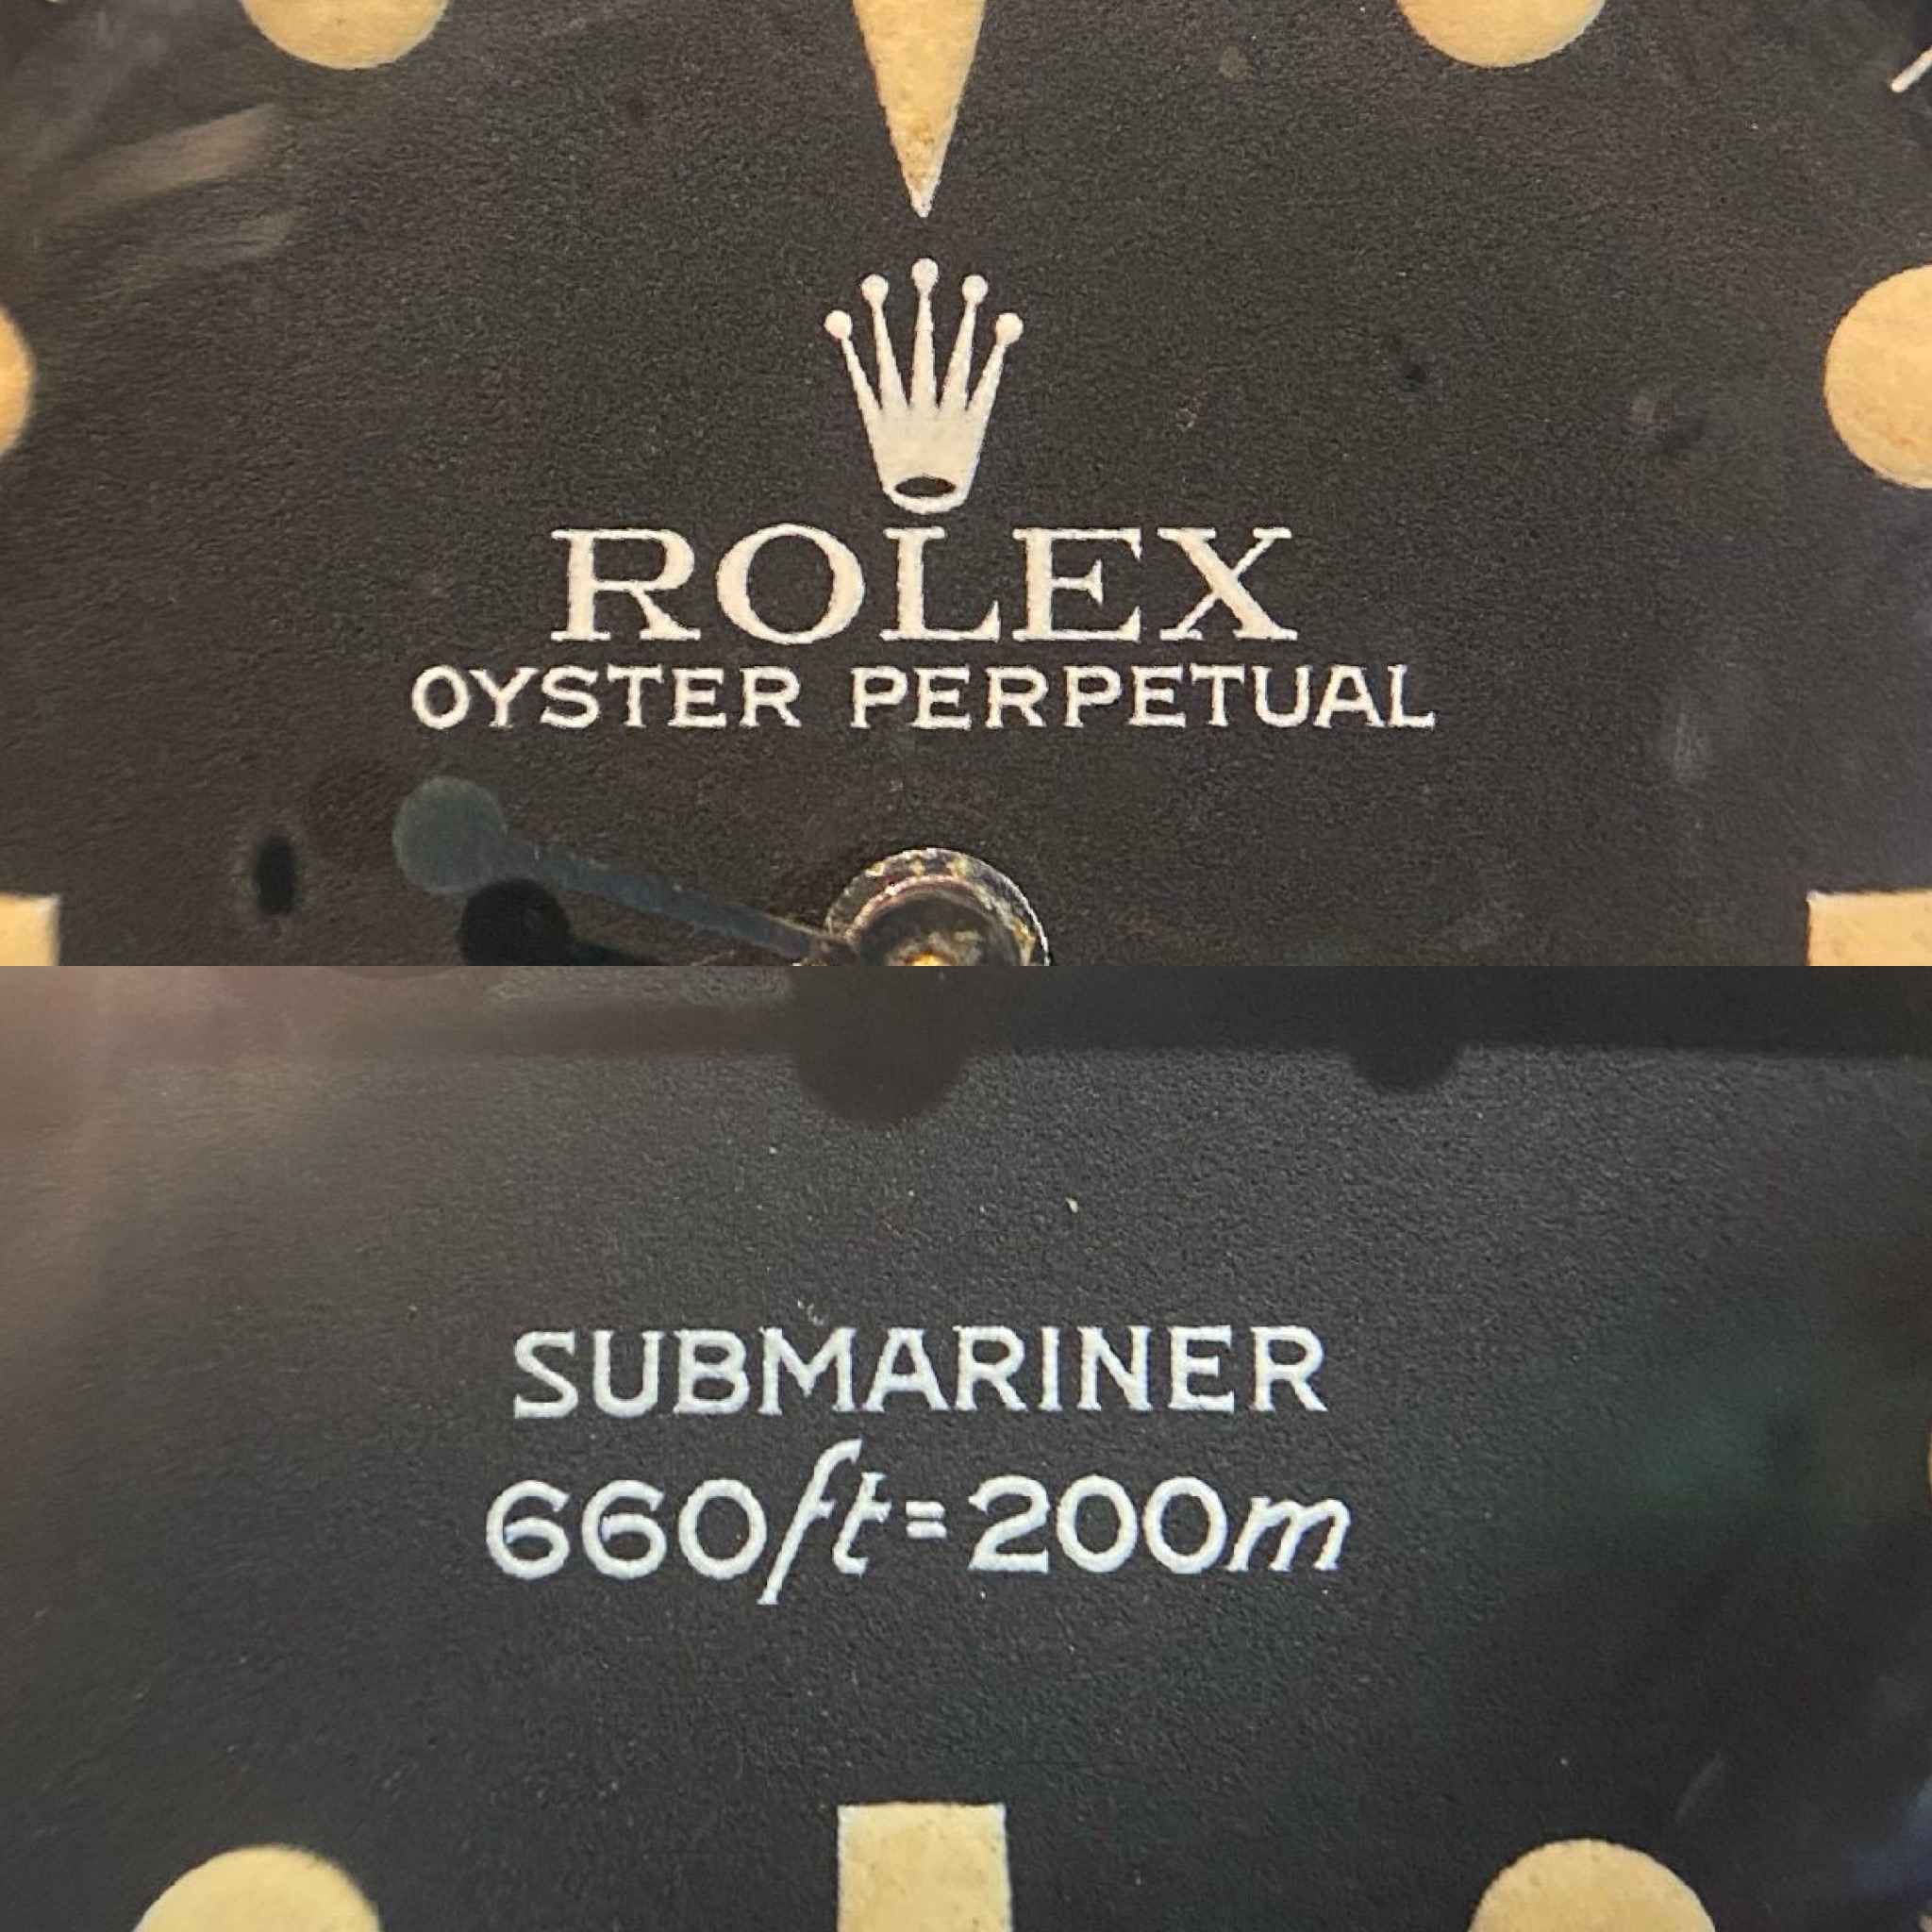 ROLEX
OYSTER PERPETUAL
SUBMARINER
660ft=200m